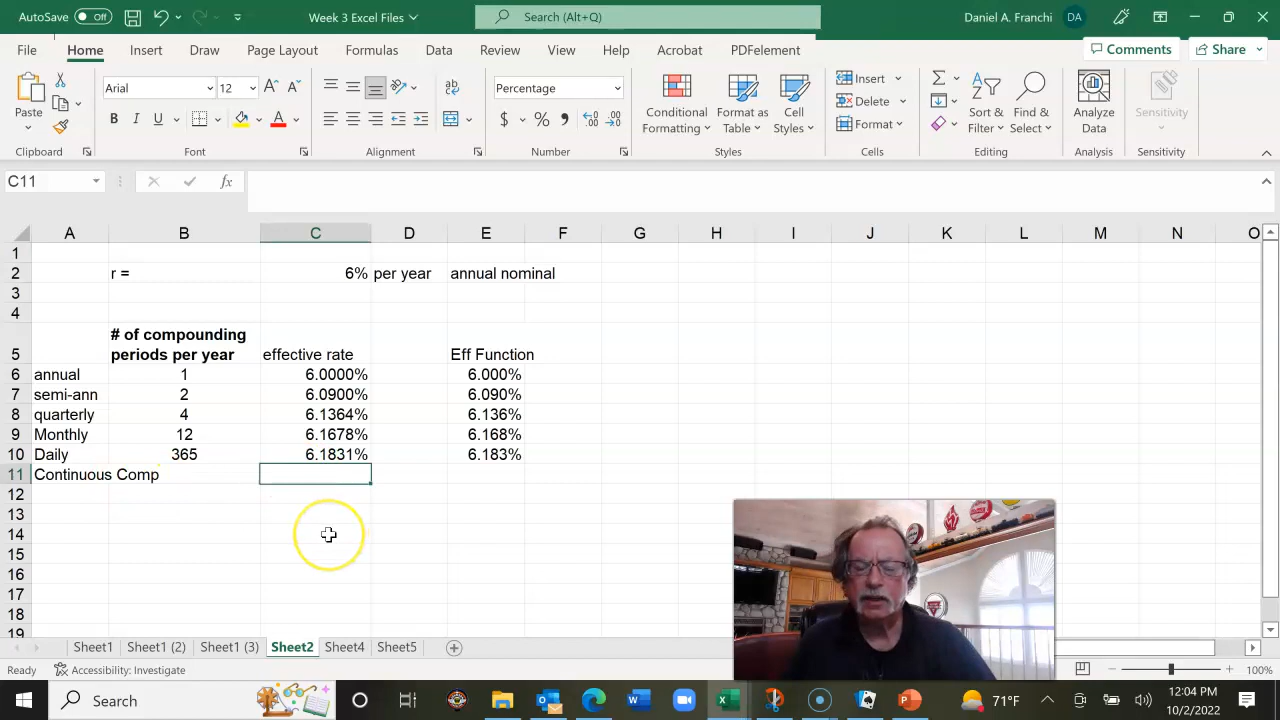 AutoSave Off Week 3 Excel Files Search (Alt+Q) Daniel A. Franchi DA
File Home Insert Draw Page Layout Formulas Data Review View Help Acrobat PDFelement Comments Share
Paste Arial 12 Percentage Conditional Formatting Format as Table Cell Styles Insert Delete Format Sort & Filter Find & Select Analyze Data Sensitivity
Clipboard Font Alignment Number Styles Cells Editing Analysis Sensitivity
C11 fx
A B C D E F G H I J K L M N O
1
2 r = 6% per year annual nominal
3
4
# of compounding
5 periods per year effective rate Eff Function
6 annual 1 6.0000% 6.000%
7 semi-ann 2 6.0900% 6.090%
8 quarterly 4 6.1364% 6.136%
9 Monthly 12 6.1678% 6.168%
10 Daily 365 6.1831% 6.183%
11 Continuous Comp
12
13
14
15
16
17
18
19
Sheet1 Sheet1 (2) Sheet1 (3) Sheet2 Sheet4 Sheet5
Ready Accessibility: Investigate 100%
Search 71°F 12:04 PM
10/2/2022